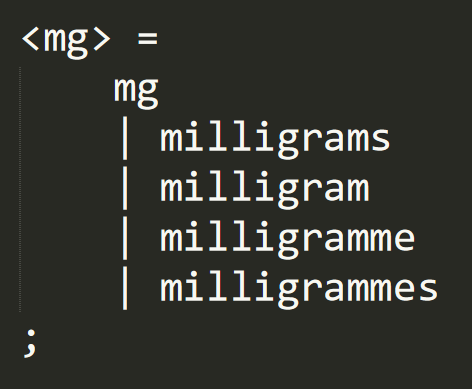 <mg> =
mg
| milligrams
| milligram
| milligramme
| milligrammes
;